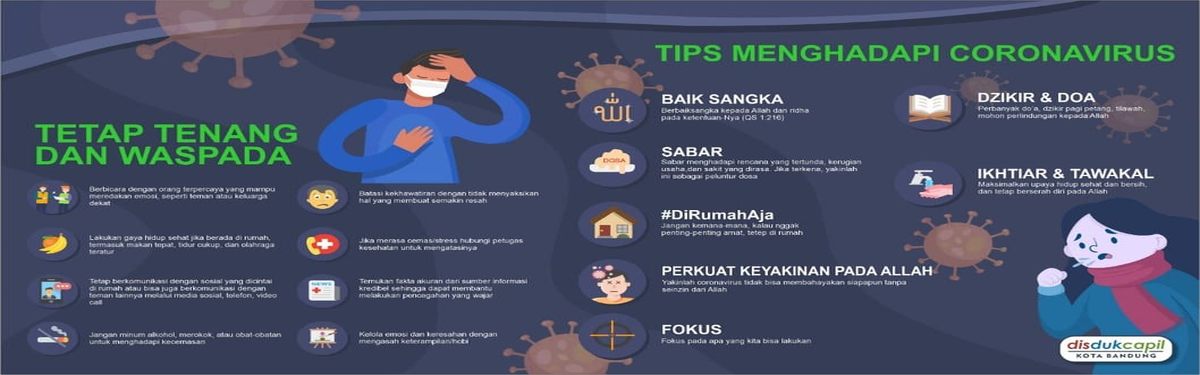 TETAP TENANG
DAN WASPADA
Berbicara dengan orang terpercaya yang mampu
meredakan emosi, seperti teman atau keluarga
dekat
Lakukan gaya hidup sehat jika berada di rumah,
termasuk makan tepat, tidur cukup, dan olahraga
teratur
Tetap berkomunikasi dengan sosial yang dicintai
di rumah atau bisa juga berkomunikasi dengan
teman lainnya melalui media sosial, telefon, video
call
Jangan minum alkohol, merokok, atau obat-obatan
untuk menghadapi kecemasan
Batasi kekhawatiran dengan tidak menyaksikan
hal yang membuat semakin resah
Jika merasa cemas/stress hubungi petugas
kesehatan untuk mengatasinya
NEWS
Temukan fakta akuran dari sumber informasi
kredibel sehingga dapat membantu
melakukan pencegahan yang wajar
Kelola emosi dan keresahan dengan
mengasah keterampilan/hobi
TIPS MENGHADAPI CORONAVIRUS
الله
BAIK SANGKA
Berbaiksangka kepada Allah dan ridha
pada ketentuan-Nya (QS 1:216)
DOSA
SABAR
Sabar menghadapi rencana yang tertunda, kerugian
usaha,dan sakit yang dirasa. Jika terkena, yakinlah
ini sebagai peluntur dosa
#DiRumahAja
Jangan kemana-mana, kalau nggak
penting-penting amat, tetep di rumah
PERKUAT KEYAKINAN PADA ALLAH
Yakinlah coronavirus tidak bisa membahayakan siapapun tanpa
seinzin dari Allah
FOKUS
Fokus pada apa yang kita bisa lakukan
DZIKIR & DOA
Perbanyak do'a, dzikir pagi petang, tilawah,
mohon perlindungan kepada Allah
IKHTIAR & TAWAKAL
Maksimalkan upaya hidup sehat dan bersih,
dan tetap berserah diri pada Allah
disdukcapil
KOTA BANDUNG